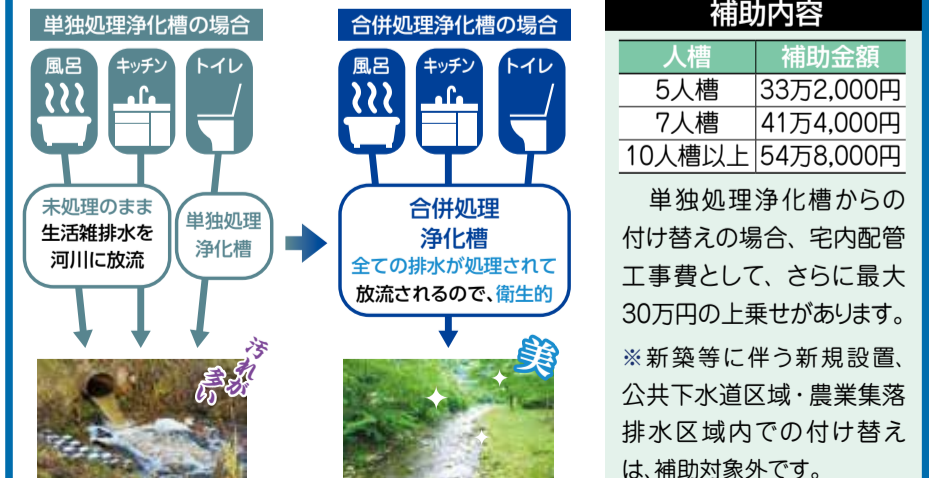 単独処理浄化槽の場合
風呂
キッチン
トイレ
未処理のまま
生活雑排水を
河川に放流
単独処理
浄化槽
汚れが
多い
合併処理浄化槽の場合
風呂
キッチン
トイレ
合併処理
浄化槽
全ての排水が処理されて
放流されるので、衛生的
美
補助内容
人槽 補助金額
5人槽 33万2,000円
7人槽 41万4,000円
10人槽以上 54万8,000円
単独処理浄化槽からの
付け替えの場合、宅内配管
工事費として、さらに最大
30万円の上乗せがあります。
※新築等に伴う新規設置、
公共下水道区域・農業集落
排水区域内での付け替え
は、補助対象外です。